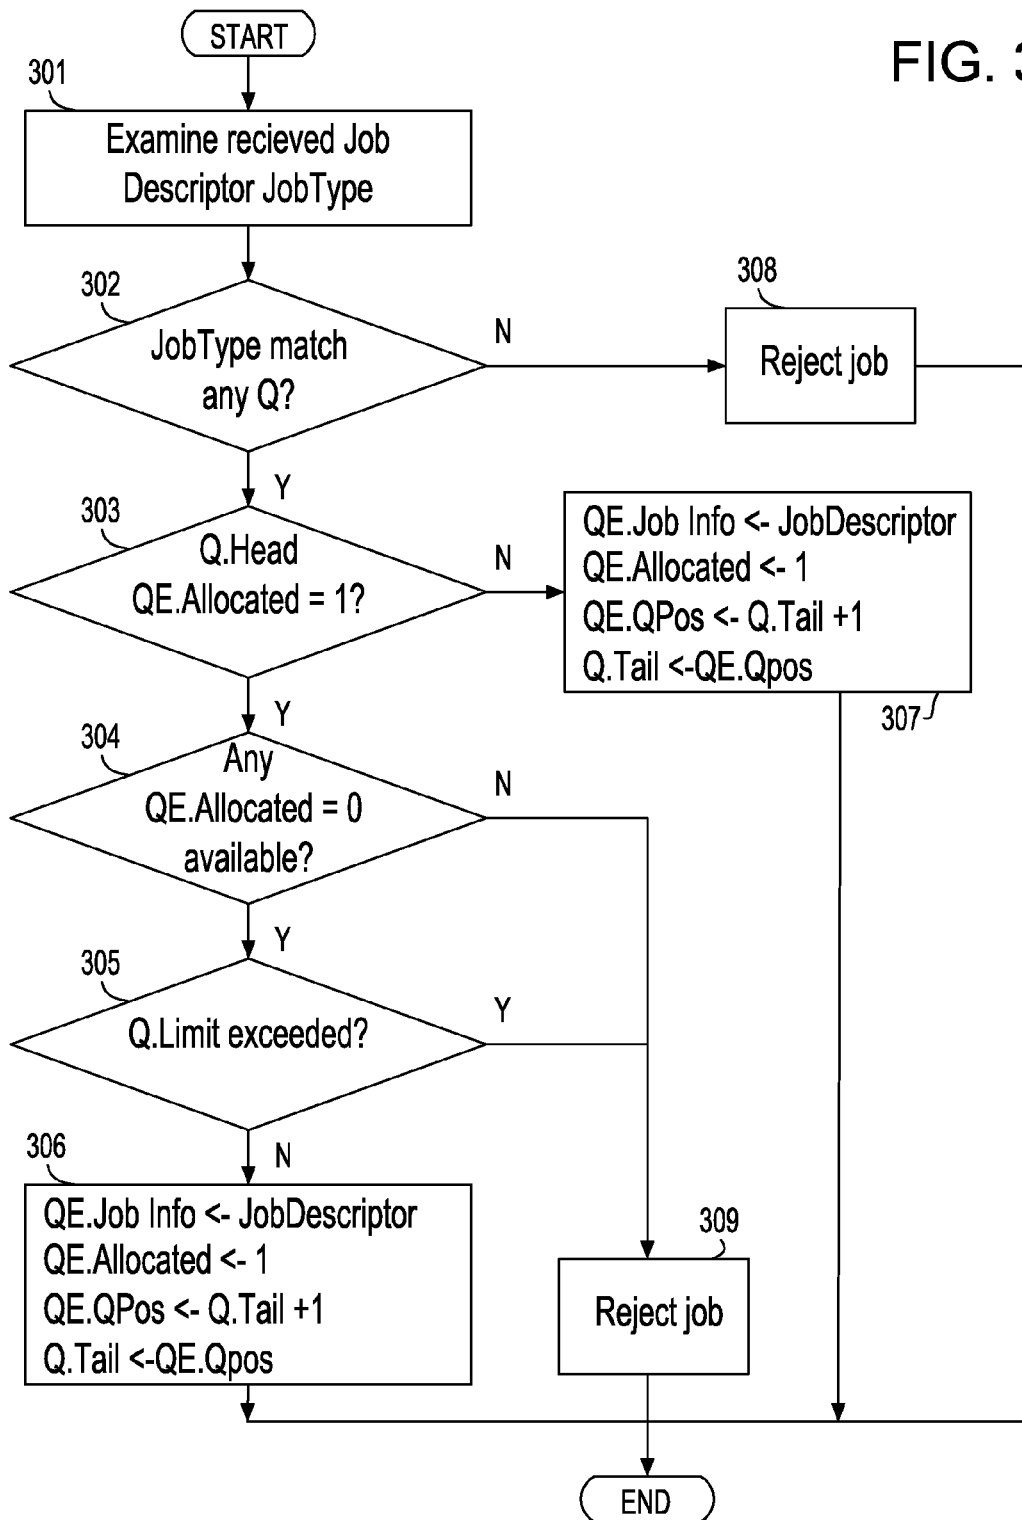 START
FIG. 3
301
Examine recieved Job
Descriptor JobType
302
JobType match
any Q?
N
308
Reject job
Y
303
Q.Head
QE.Allocated = 1?
N
QE.Job Info <- JobDescriptor
QE.Allocated <- 1
QE.QPos <- Q.Tail +1
Q.Tail <-QE.Qpos
307
Y
304
Any
QE.Allocated = 0
available?
N
Y
305
Q.Limit exceeded?
Y
N
306
QE.Job Info <- JobDescriptor
QE.Allocated <- 1
QE.QPos <- Q.Tail +1
Q.Tail <-QE.Qpos
309
Reject job
END